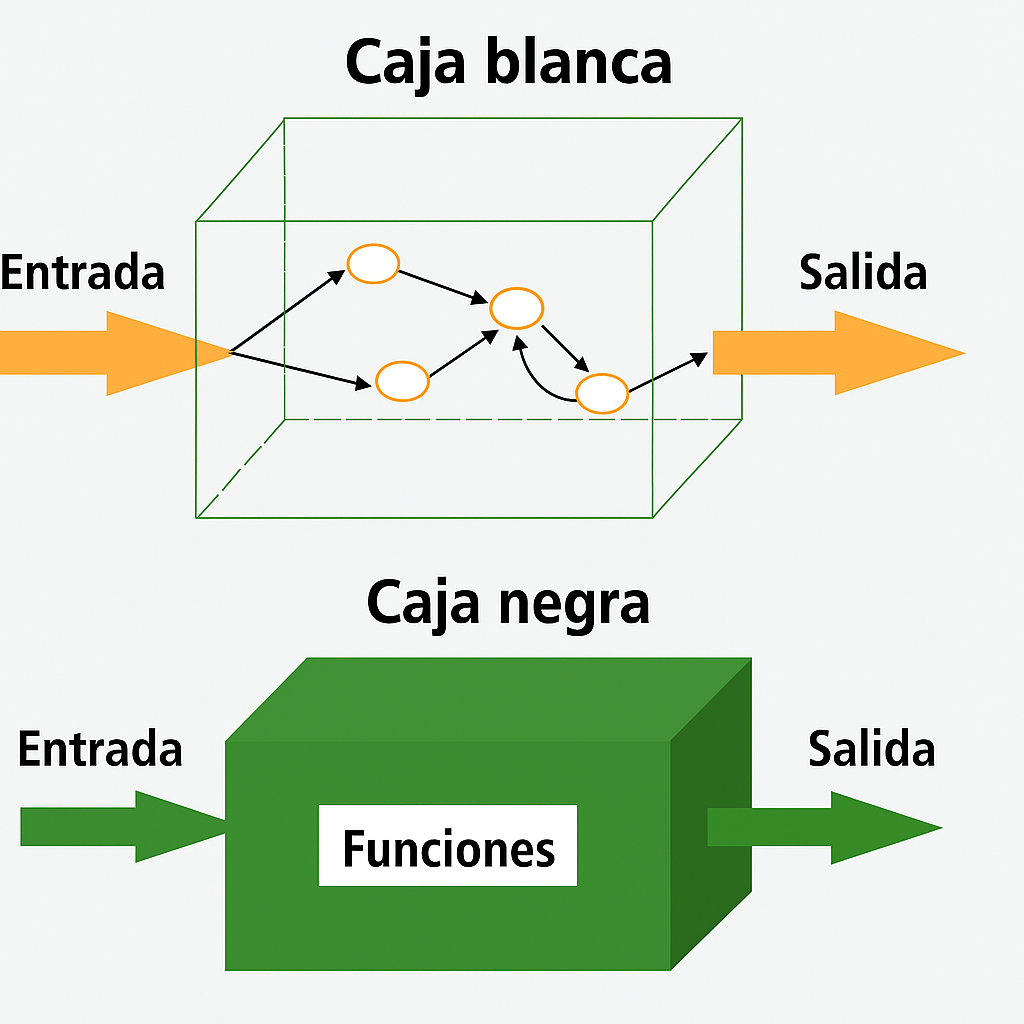 Caja blanca
Entrada
Salida
Caja negra
Entrada
Salida
Funciones